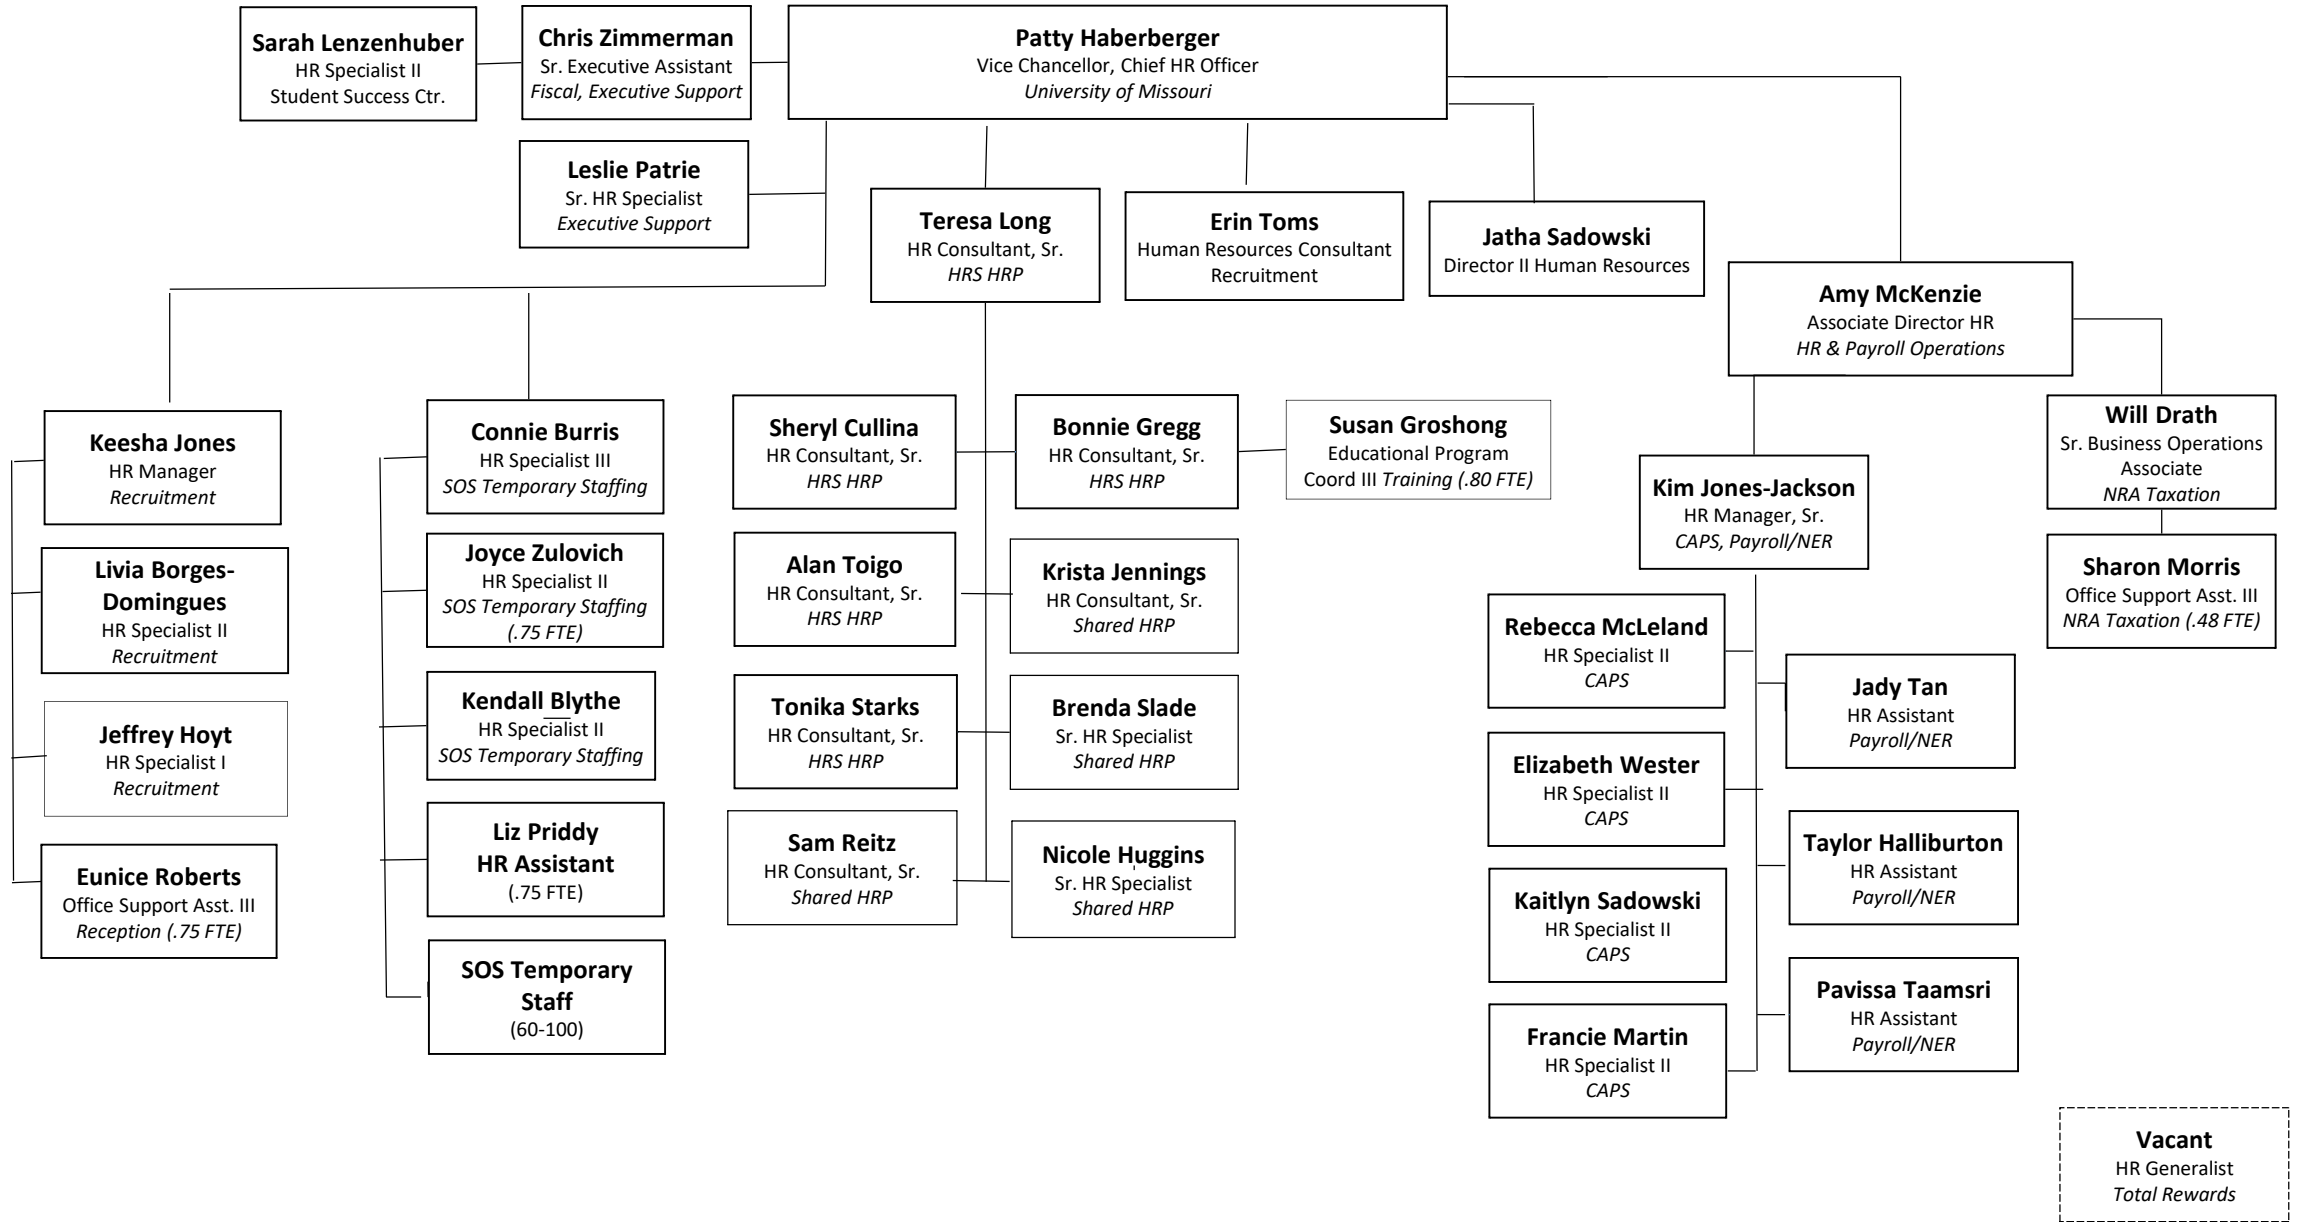 Sarah Lenzenhuber
HR Specialist II
Student Success Ctr.
Chris Zimmerman
Sr. Executive Assistant
Fiscal, Executive Support
Patty Haberberger
Vice Chancellor, Chief HR Officer
University of Missouri
Leslie Patrie
Sr. HR Specialist
Executive Support
Teresa Long
HR Consultant, Sr.
HRS HRP
Erin Toms
Human Resources Consultant
Recruitment
Jatha Sadowski
Director II Human Resources
Amy McKenzie
Associate Director HR
HR & Payroll Operations
Keesha Jones
HR Manager
Recruitment
Livia Borges-
Domingues
HR Specialist II
Recruitment
Jeffrey Hoyt
HR Specialist I
Recruitment
Eunice Roberts
Office Support Asst. III
Reception (.75 FTE)
Connie Burris
HR Specialist III
SOS Temporary Staffing
Joyce Zulovich
HR Specialist II
SOS Temporary Staffing
(.75 FTE)
Kendall Blythe
HR Specialist II
SOS Temporary Staffing
Liz Priddy
HR Assistant
(.75 FTE)
SOS Temporary
Staff
(60-100)
Sheryl Cullina
HR Consultant, Sr.
HRS HRP
Bonnie Gregg
HR Consultant, Sr.
HRS HRP
Susan Groshong
Educational Program
Coord III Training (.80 FTE)
Alan Toigo
HR Consultant, Sr.
HRS HRP
Krista Jennings
HR Consultant, Sr.
Shared HRP
Tonika Starks
HR Consultant, Sr.
HRS HRP
Brenda Slade
Sr. HR Specialist
Shared HRP
Sam Reitz
HR Consultant, Sr.
Shared HRP
Nicole Huggins
Sr. HR Specialist
Shared HRP
Kim Jones-Jackson
HR Manager, Sr.
CAPS, Payroll/NER
Rebecca McLeland
HR Specialist II
CAPS
Elizabeth Wester
HR Specialist II
CAPS
Kaitlyn Sadowski
HR Specialist II
CAPS
Francie Martin
HR Specialist II
CAPS
Jady Tan
HR Assistant
Payroll/NER
Taylor Halliburton
HR Assistant
Payroll/NER
Pavissa Taamsri
HR Assistant
Payroll/NER
Will Drath
Sr. Business Operations
Associate
NRA Taxation
Sharon Morris
Office Support Asst. III
NRA Taxation (.48 FTE)
Vacant
HR Generalist
Total Rewards